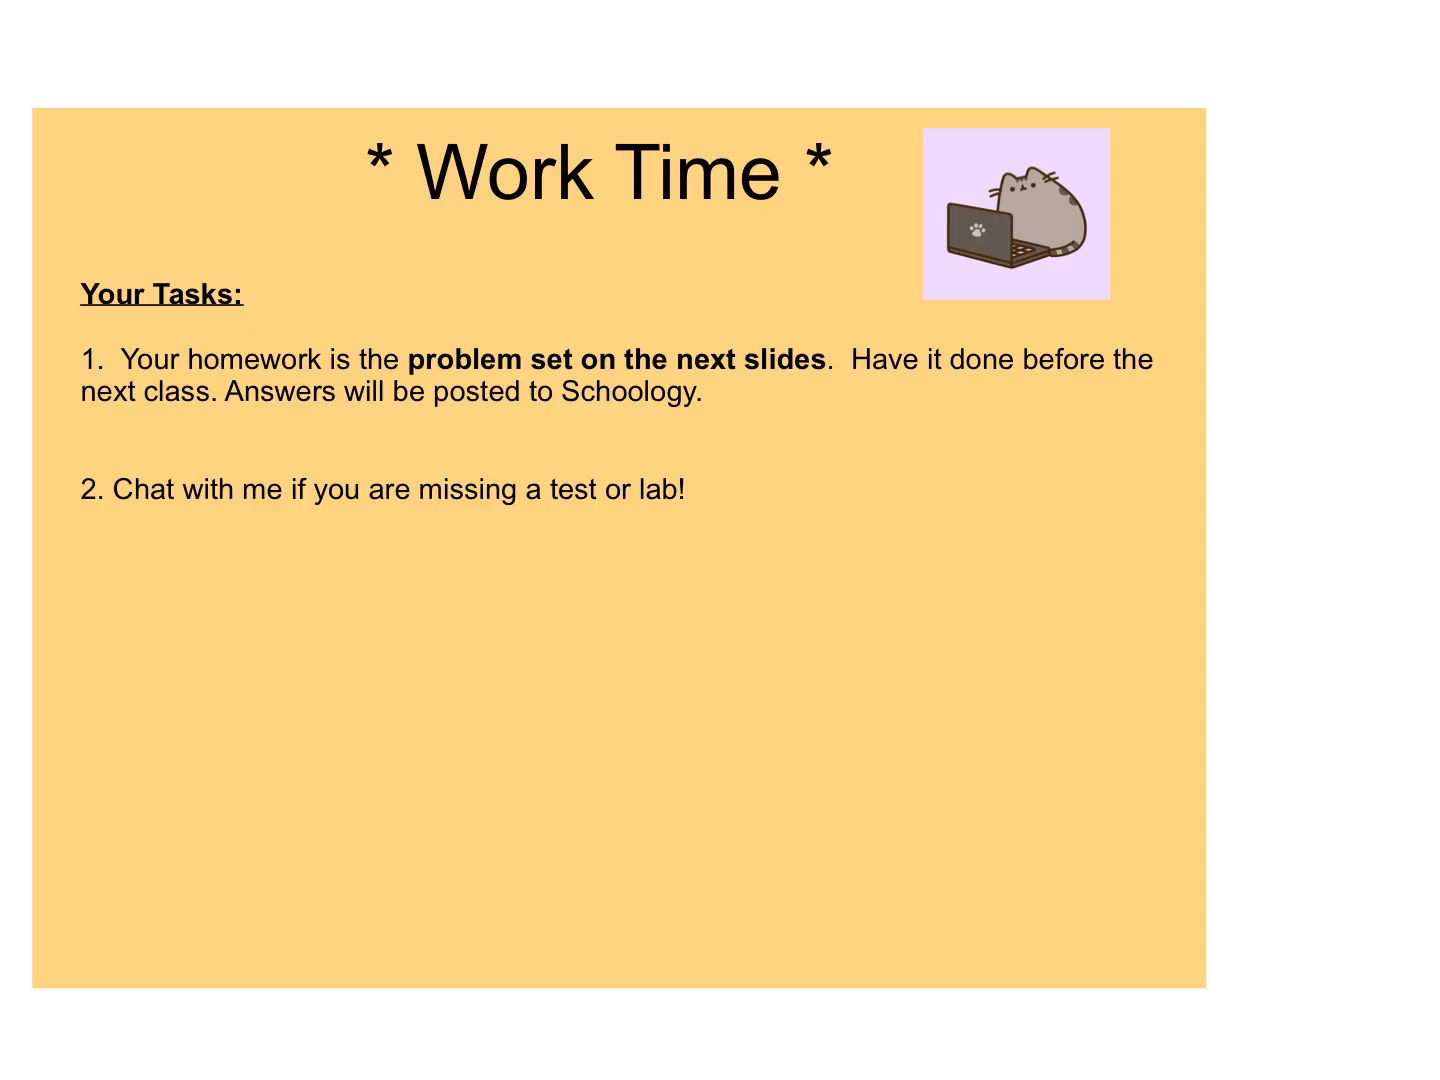 * Work Time *
Your Tasks:
1.  Your homework is the problem set on the next slides.  Have it done before the
next class. Answers will be posted to Schoology.
2. Chat with me if you are missing a test or lab!